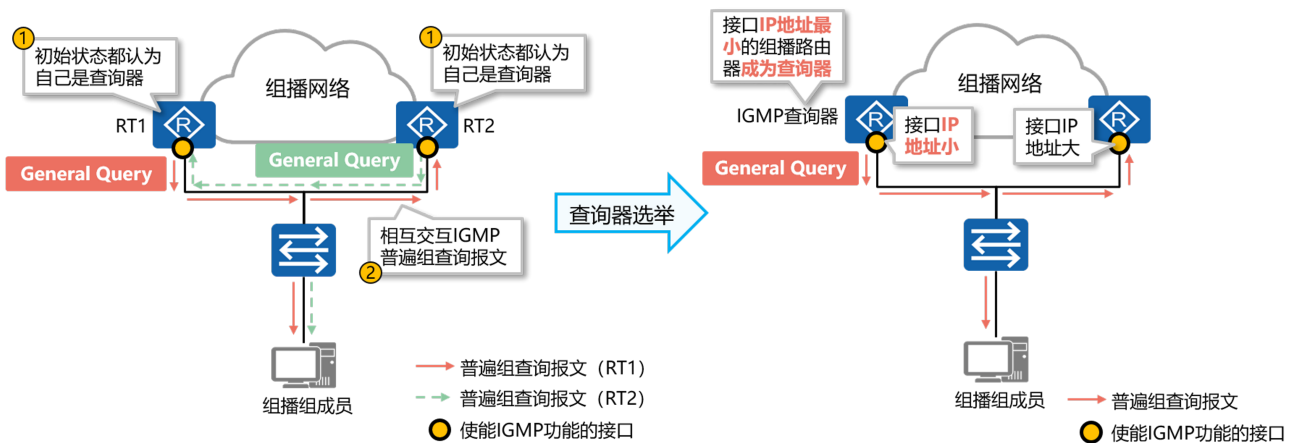 1
初始状态都认为
自己是查询器
组播网络
1
初始状态都认为
自己是查询器
RT1
R
R
RT2
General Query
General Query
相互交互IGMP
普遍组查询报文
2
组播组成员
普遍组查询报文（RT1）
普遍组查询报文（RT2）
使能IGMP功能的接口
查询器选举
接口IP地址最
小的组播路由
器成为查询器
组播网络
IGMP查询器
R
R
接口IP
地址小
接口IP
地址大
General Query
组播组成员
普遍组查询报文
使能IGMP功能的接口